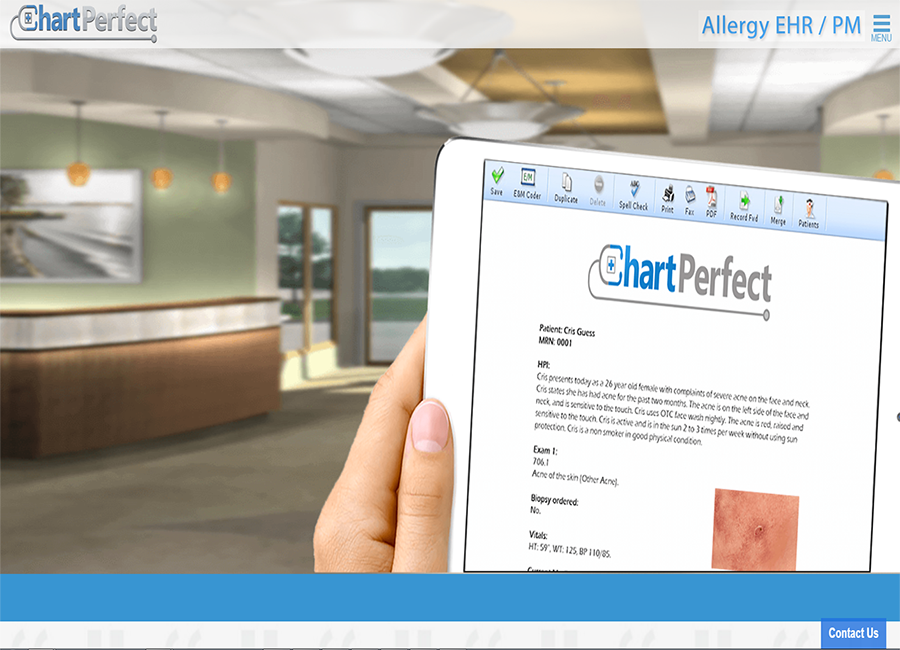 ChartPerfect
Allergy EHR / PM
MENU
Save
E&M Coder
Duplicate
Delete
Spell Check
Print
Fax
PDF
Record Fwd
Merge
Patients
ChartPerfect
Patient: Cris Guess
MRN: 0001
HPI:
Cris presents today as a 26 year old female with complaints of severe acne on the face and neck.
Cris states she has had acne for the past two months. The acne is on the left side of the face and
neck, and is sensitive to the touch. Cris uses OTC face wash nightly. The acne is red, raised and
sensitive to the touch. Cris is active and is in the sun 2 to 3 times per week without using sun
protection. Cris is a non smoker in good physical condition.
Exam 1:
706.1
Acne of the skin [Other Acne].
Biopsy ordered:
No.
Vitals:
HT: 59", WT: 125, BP 110/85.
Contact Us